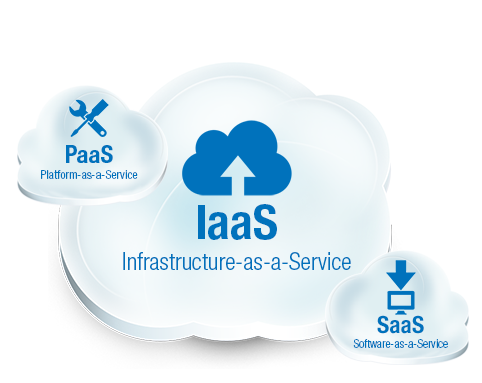 PaaS
Platform-as-a-Service
IaaS
Infrastructure-as-a-Service
SaaS
Software-as-a-Service